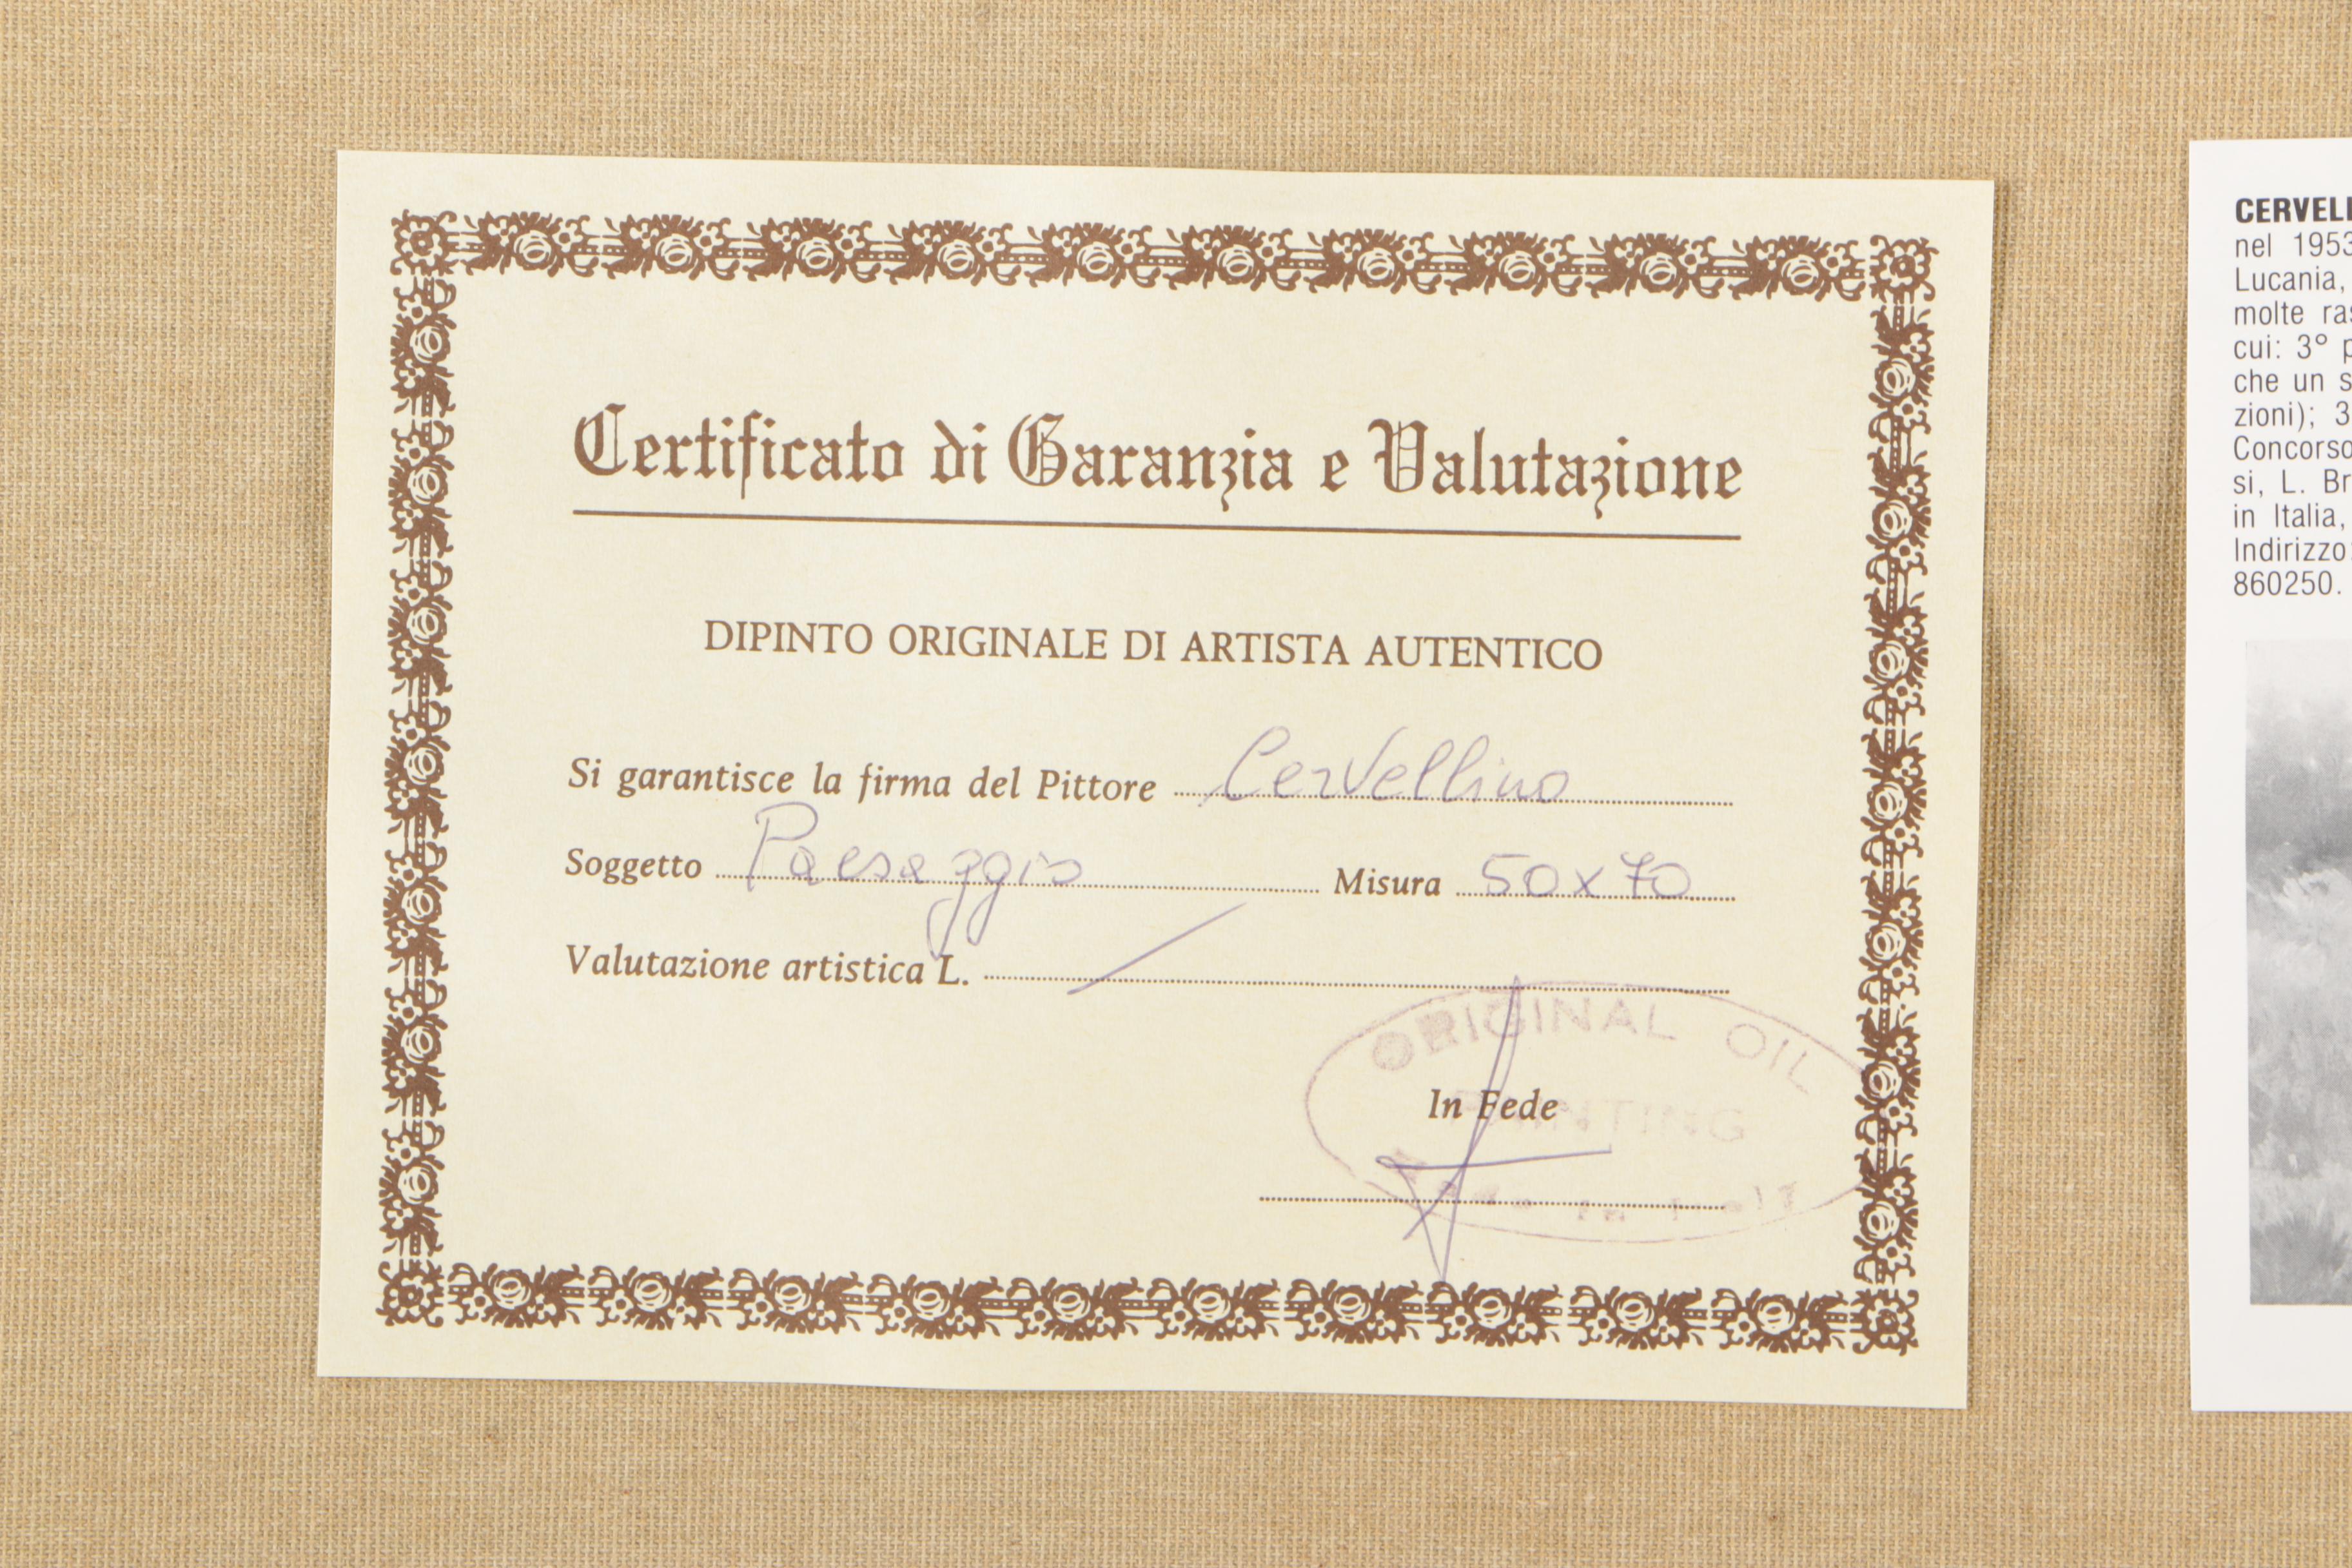 Certificato di Garanzia e Valutazione
DIPINTO ORIGINALE DI ARTISTA AUTENTICO
Si garantisce la firma del Pittore Cervellino
Soggetto Paesaggio Misura 50x70
Valutazione artistica L.
ORIGINAL OIL
In Fede
PAINTING
CERVELL
nel 1953
Lucania,
molte ras
cui: 3° p
che un s
zioni); 3
Concorso
si, L. Br
in Italia,
Indirizzo:
860250.